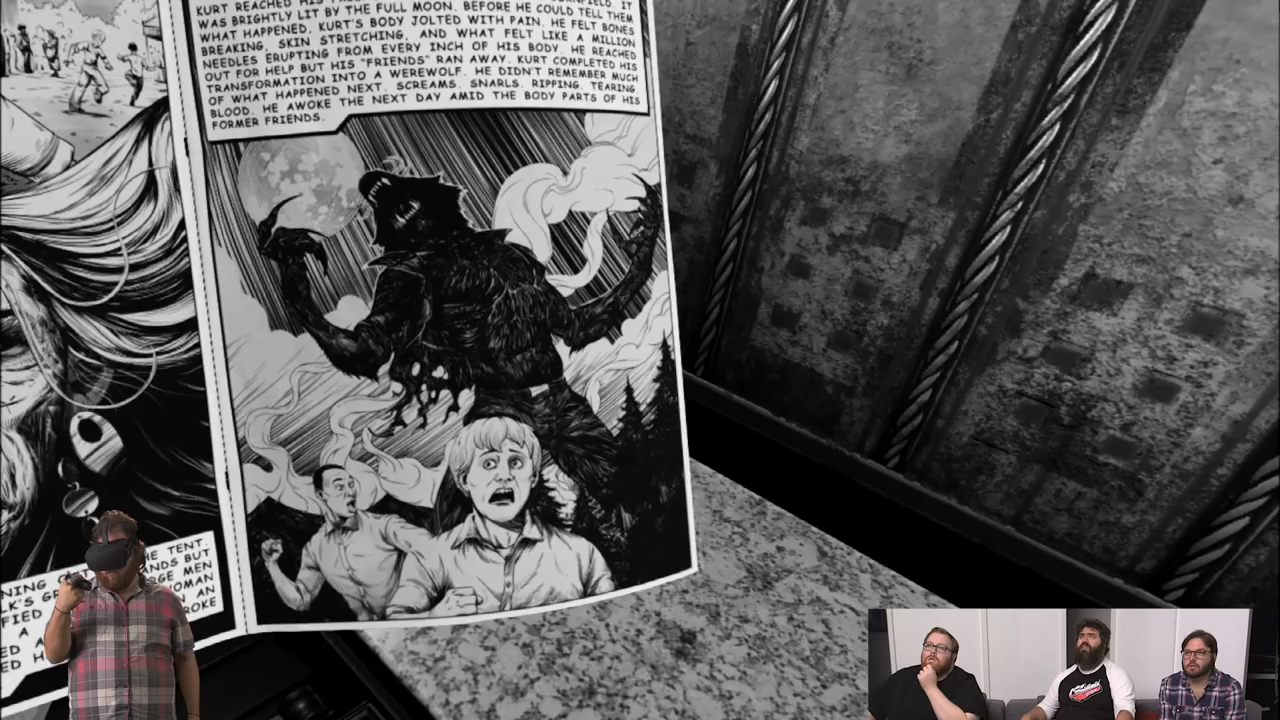 KURT REACHED HIS
WAS BRIGHTLY LIT BY THE FULL MOON. BEFORE HE COULD TELL THEM
WHAT HAPPENED, KURT'S BODY JOLTED WITH PAIN. HE FELT BONES
BREAKING, SKIN STRETCHING, AND WHAT FELT LIKE A MILLION
NEEDLES ERUPTING FROM EVERY INCH OF HIS BODY. HE REACHED
OUT FOR HELP BUT HIS "FRIENDS" RAN AWAY. KURT COMPLETED HIS
TRANSFORMATION INTO A WEREWOLF. HE DIDN'T REMEMBER MUCH
OF WHAT HAPPENED NEXT. SCREAMS. SNARLS. RIPPING. TEARING.
BLOOD. HE AWOKE THE NEXT DAY AMID THE BODY PARTS OF HIS
FORMER FRIENDS.
HE TENT.